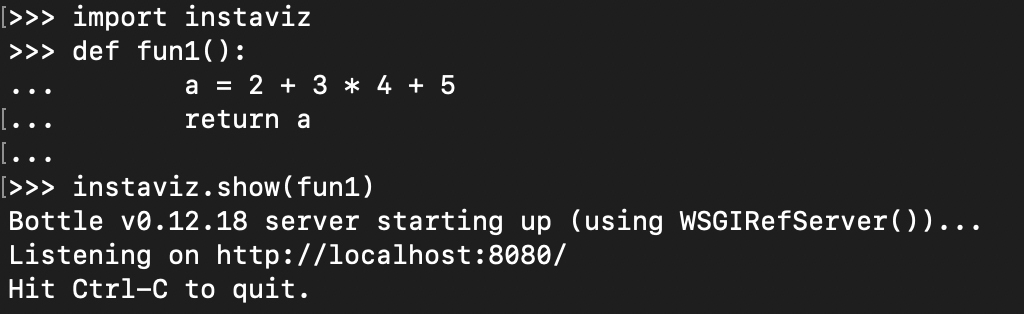 [>>> import instaviz
>>> def fun1():
...     a = 2 + 3 * 4 + 5
[...     return a
[...
[>>> instaviz.show(fun1)
Bottle v0.12.18 server starting up (using WSGIRefServer())...
Listening on http://localhost:8080/
Hit Ctrl-C to quit.